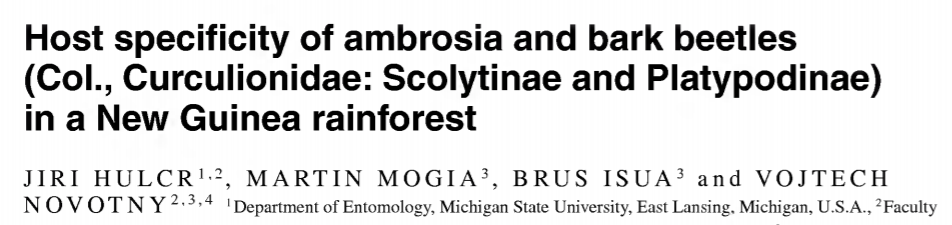 Host specificity of ambrosia and bark beetles
(Col., Curculionidae: Scolytinae and Platypodinae)
in a New Guinea rainforest
JIRI HULCR1,2, MARTIN MOGIA3, BRUS ISUA3 and VOJTECH
NOVOTNY2,3,4 1Department of Entomology, Michigan State University, East Lansing, Michigan, U.S.A., 2Faculty